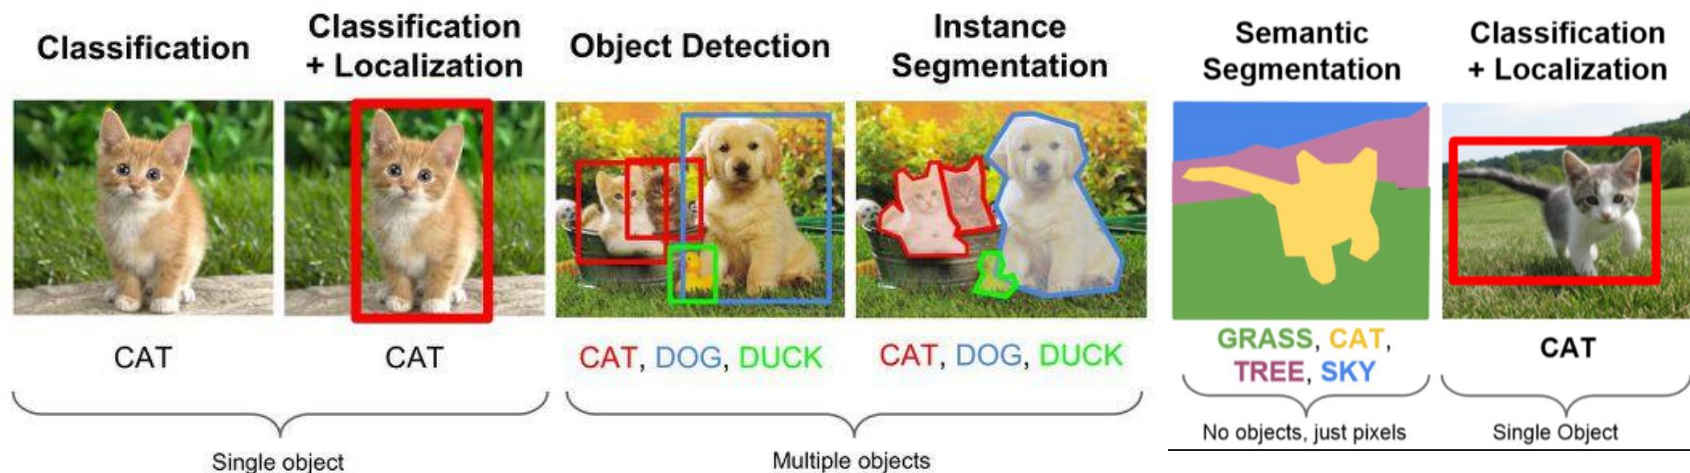 Classification
Classification
+ Localization
Object Detection
Instance
Segmentation
Semantic
Segmentation
Classification
+ Localization
CAT
CAT
CAT, DOG, DUCK
CAT, DOG, DUCK
GRASS, CAT,
TREE, SKY
CAT
Single object
Multiple objects
No objects, just pixels
Single Object